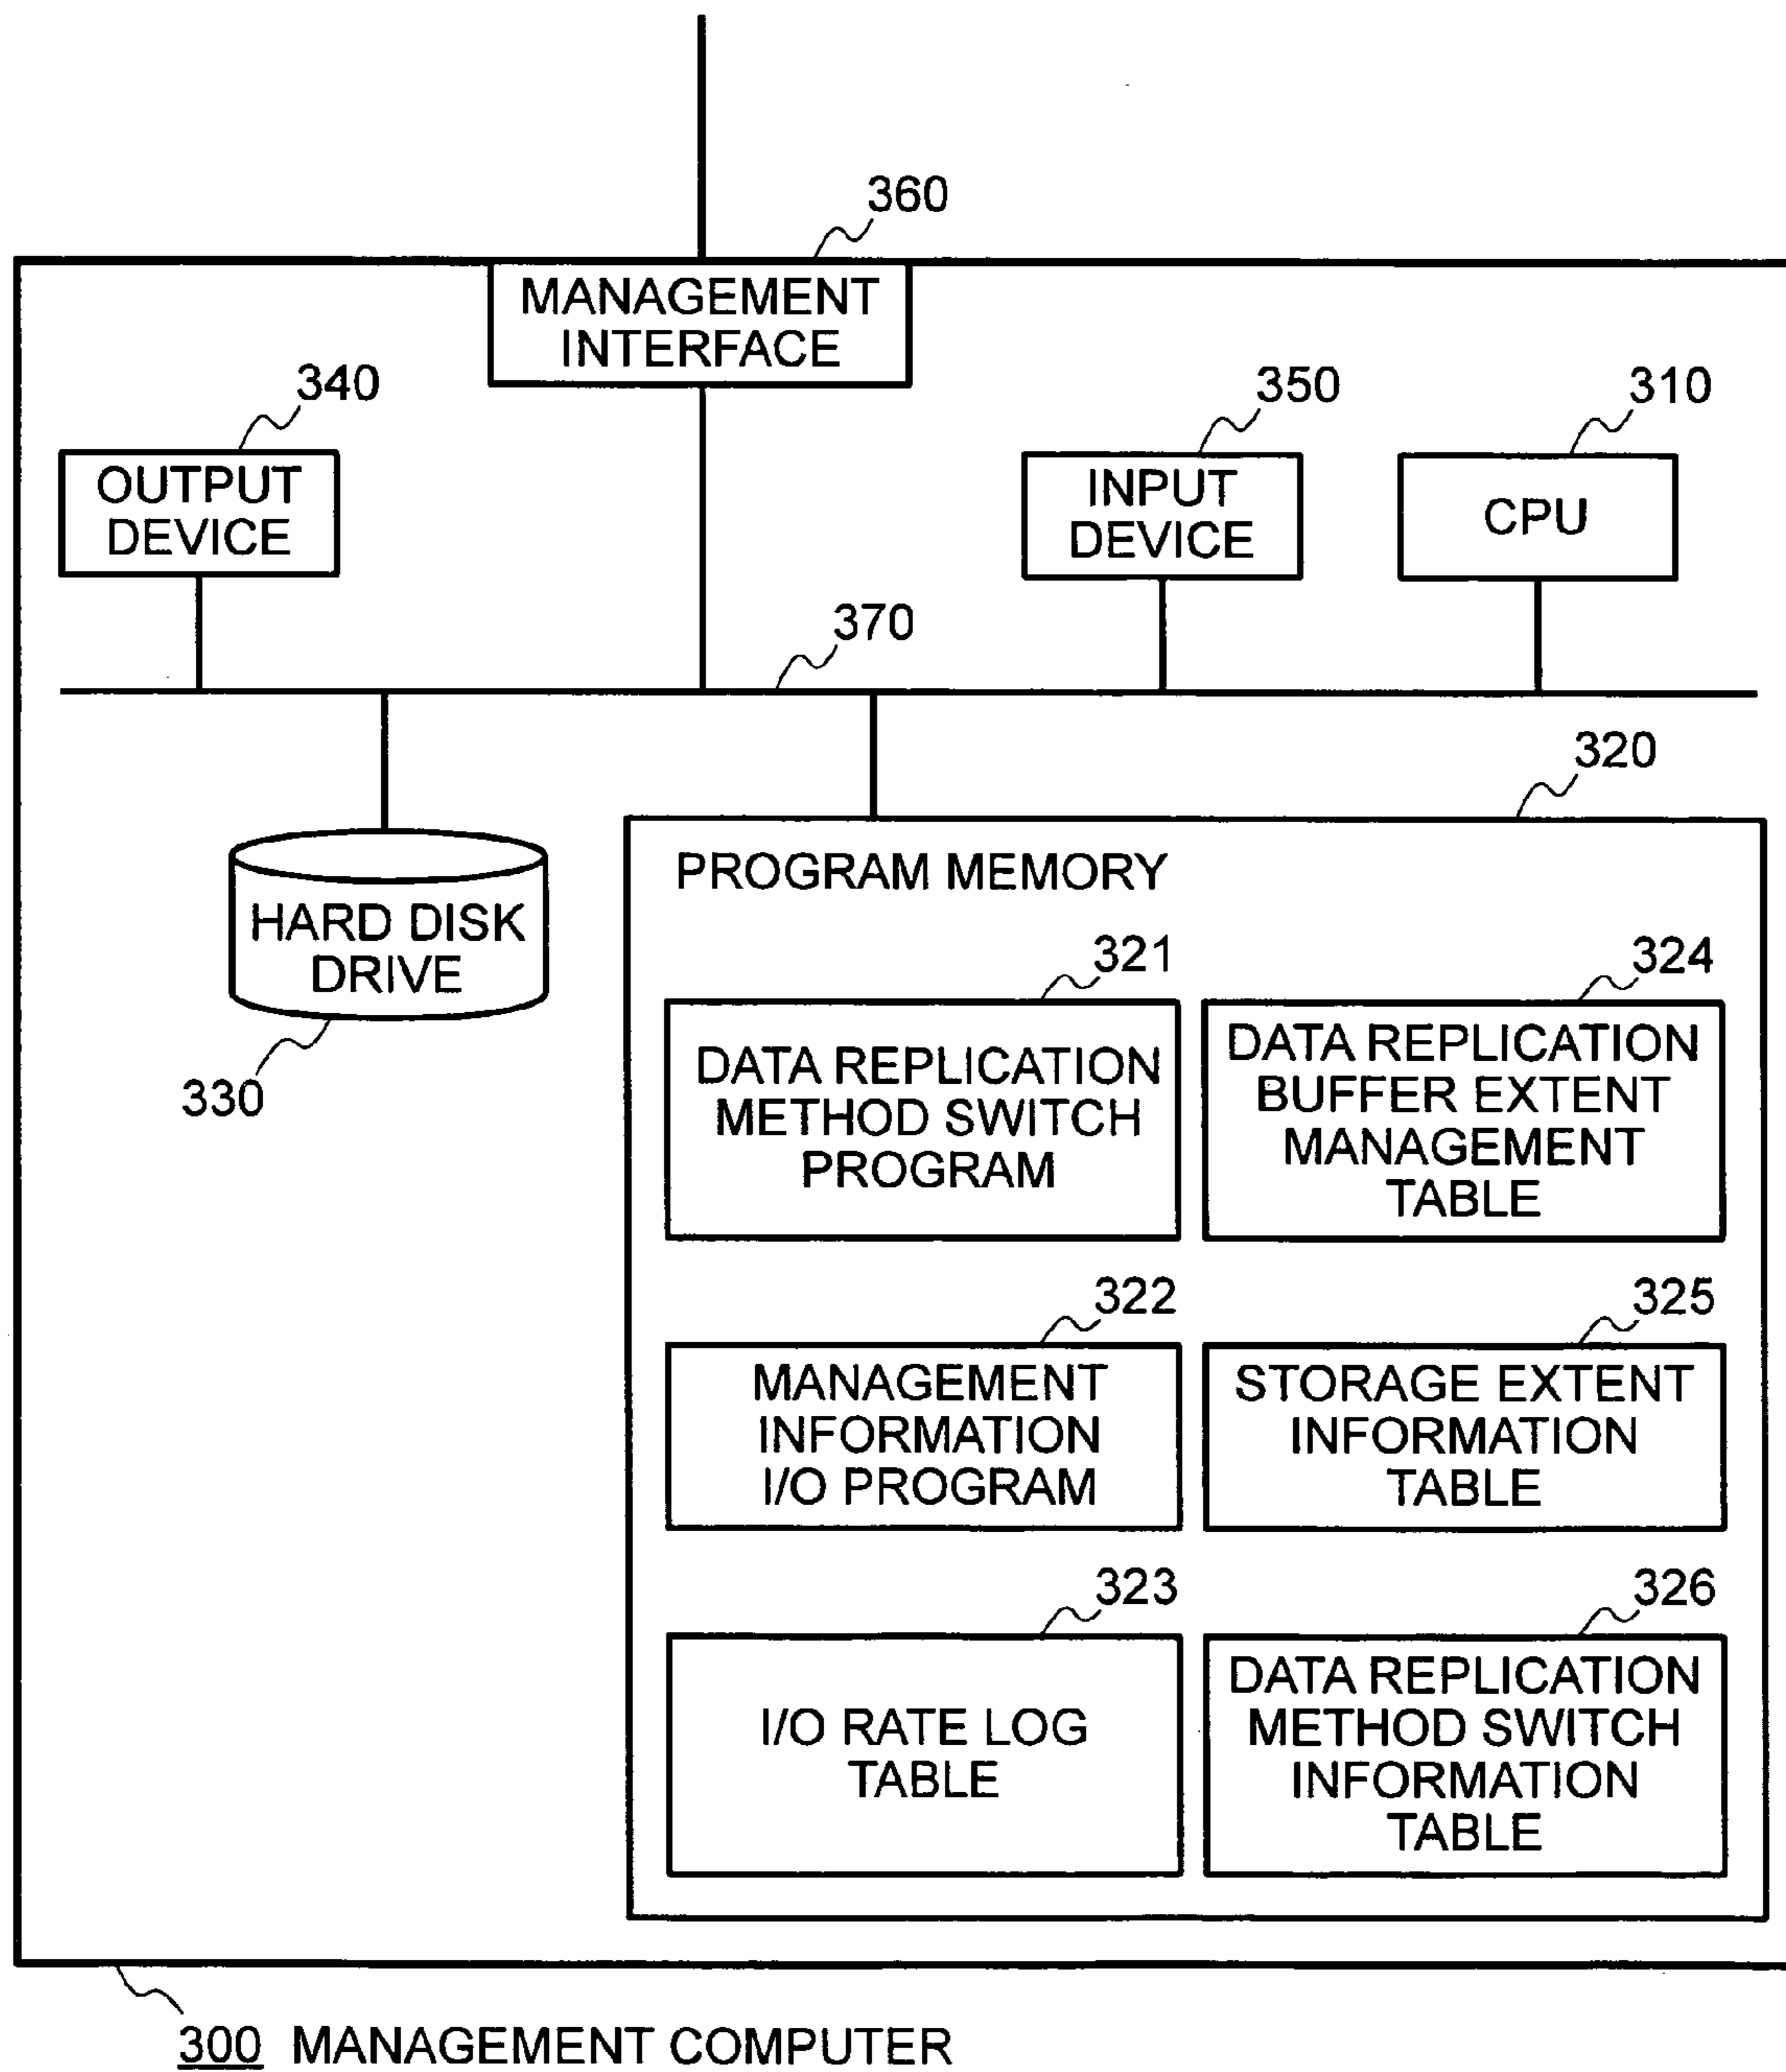 360
MANAGEMENT
INTERFACE
340
350
310
OUTPUT
DEVICE
INPUT
DEVICE
CPU
370
320
HARD DISK
DRIVE
330
PROGRAM MEMORY
321
DATA REPLICATION
METHOD SWITCH
PROGRAM
324
DATA REPLICATION
BUFFER EXTENT
MANAGEMENT
TABLE
322
MANAGEMENT
INFORMATION
I/O PROGRAM
325
STORAGE EXTENT
INFORMATION
TABLE
323
I/O RATE LOG
TABLE
326
DATA REPLICATION
METHOD SWITCH
INFORMATION
TABLE
300 MANAGEMENT COMPUTER